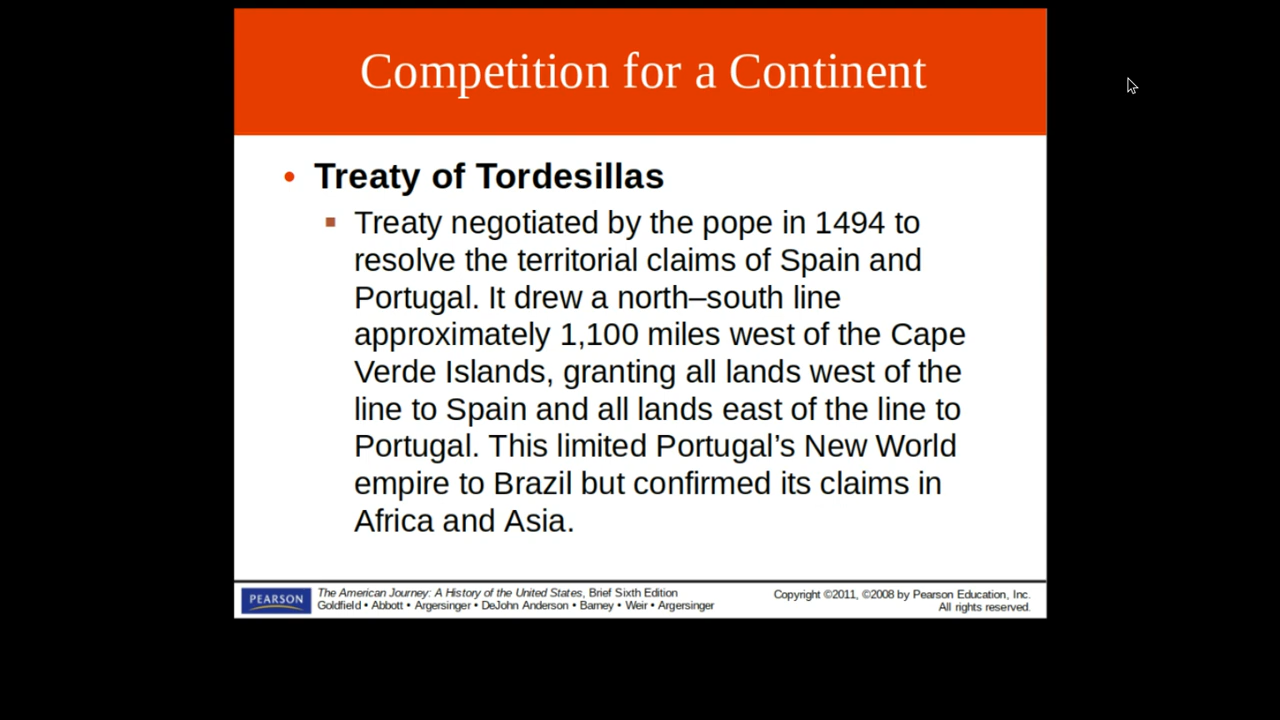 Competition for a Continent
• Treaty of Tordesillas
▪ Treaty negotiated by the pope in 1494 to
resolve the territorial claims of Spain and
Portugal. It drew a north–south line
approximately 1,100 miles west of the Cape
Verde Islands, granting all lands west of the
line to Spain and all lands east of the line to
Portugal. This limited Portugal’s New World
empire to Brazil but confirmed its claims in
Africa and Asia.
PEARSON
The American Journey: A History of the United States, Brief Sixth Edition
Goldfield • Abbott • Argersinger • DeJohn Anderson • Barney • Weir • Argersinger
Copyright ©2011, ©2008 by Pearson Education, Inc.
All rights reserved.